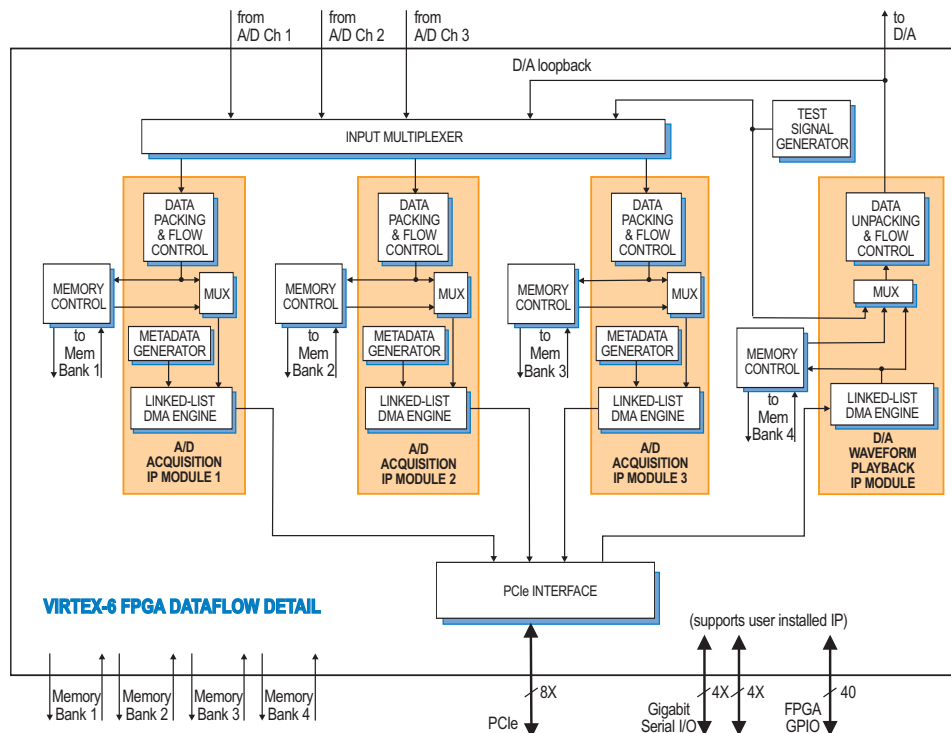 from
A/D Ch 1
from
A/D Ch 2
from
A/D Ch 3
to
D/A
D/A loopback
INPUT MULTIPLEXER
TEST
SIGNAL
GENERATOR
DATA
PACKING
& FLOW
CONTROL
MEMORY
CONTROL
MUX
to
Mem
Bank 1
METADATA
GENERATOR
LINKED-LIST
DMA ENGINE
A/D
ACQUISITION
IP MODULE 1
DATA
PACKING
& FLOW
CONTROL
MEMORY
CONTROL
MUX
to
Mem
Bank 2
METADATA
GENERATOR
LINKED-LIST
DMA ENGINE
A/D
ACQUISITION
IP MODULE 2
DATA
PACKING
& FLOW
CONTROL
MEMORY
CONTROL
MUX
to
Mem
Bank 3
METADATA
GENERATOR
LINKED-LIST
DMA ENGINE
A/D
ACQUISITION
IP MODULE 3
DATA
UNPACKING
& FLOW
CONTROL
MUX
MEMORY
CONTROL
to
Mem
Bank 4
LINKED-LIST
DMA ENGINE
D/A
WAVEFORM
PLAYBACK
IP MODULE
PCIe INTERFACE
VIRTEX-6 FPGA DATAFLOW DETAIL
(supports user installed IP)
Memory
Bank 1
Memory
Bank 2
Memory
Bank 3
Memory
Bank 4
8X
PCIe
4X
4X
Gigabit
Serial I/O
40
FPGA
GPIO